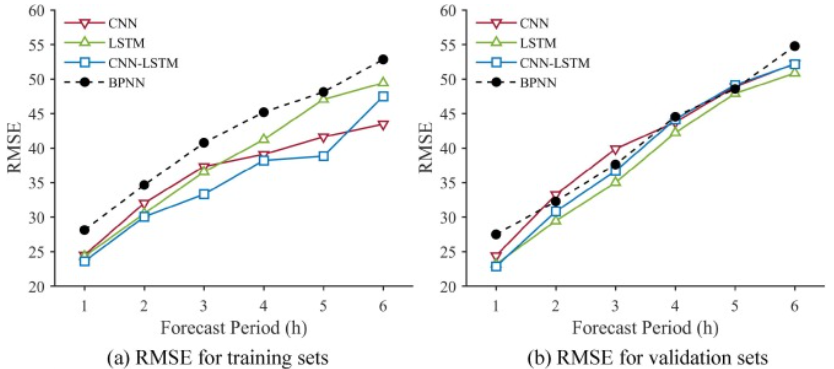 60
55
50
45
40
35
30
25
20
RMSE
CNN
LSTM
CNN-LSTM
BPNN
1 2 3 4 5 6
Forecast Period (h)
(a) RMSE for training sets
60
55
50
45
40
35
30
25
20
RMSE
CNN
LSTM
CNN-LSTM
BPNN
1 2 3 4 5 6
Forecast Period (h)
(b) RMSE for validation sets